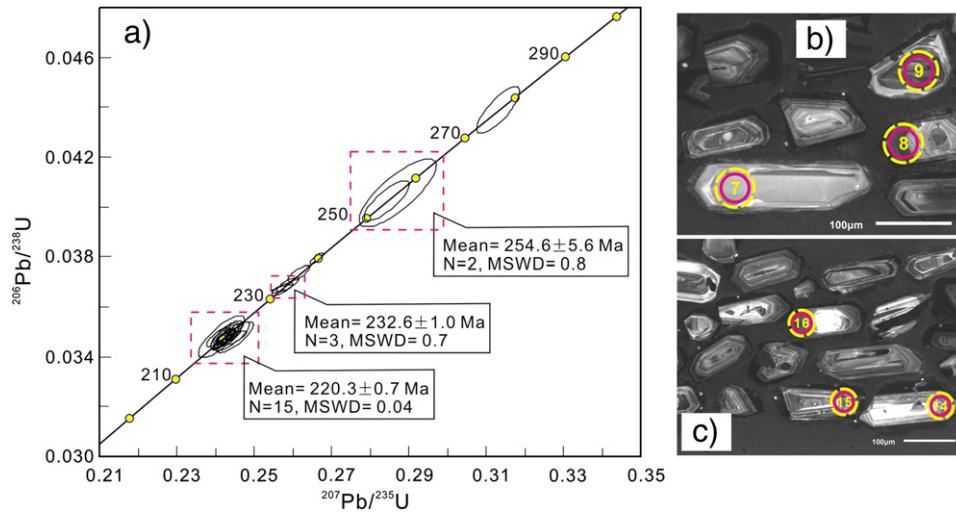 a)
0.046
0.042
0.038
0.034
0.030
206Pb/238U
290
270
250
230
210
Mean= 254.6±5.6 Ma
N=2, MSWD= 0.8
Mean= 232.6±1.0 Ma
N=3, MSWD= 0.7
Mean= 220.3±0.7 Ma
N=15, MSWD= 0.04
0.21
0.23
0.25
0.27
0.29
0.31
0.33
0.35
207Pb/235U
b)
9
8
7
100μm
16
15
14
c)
100μm